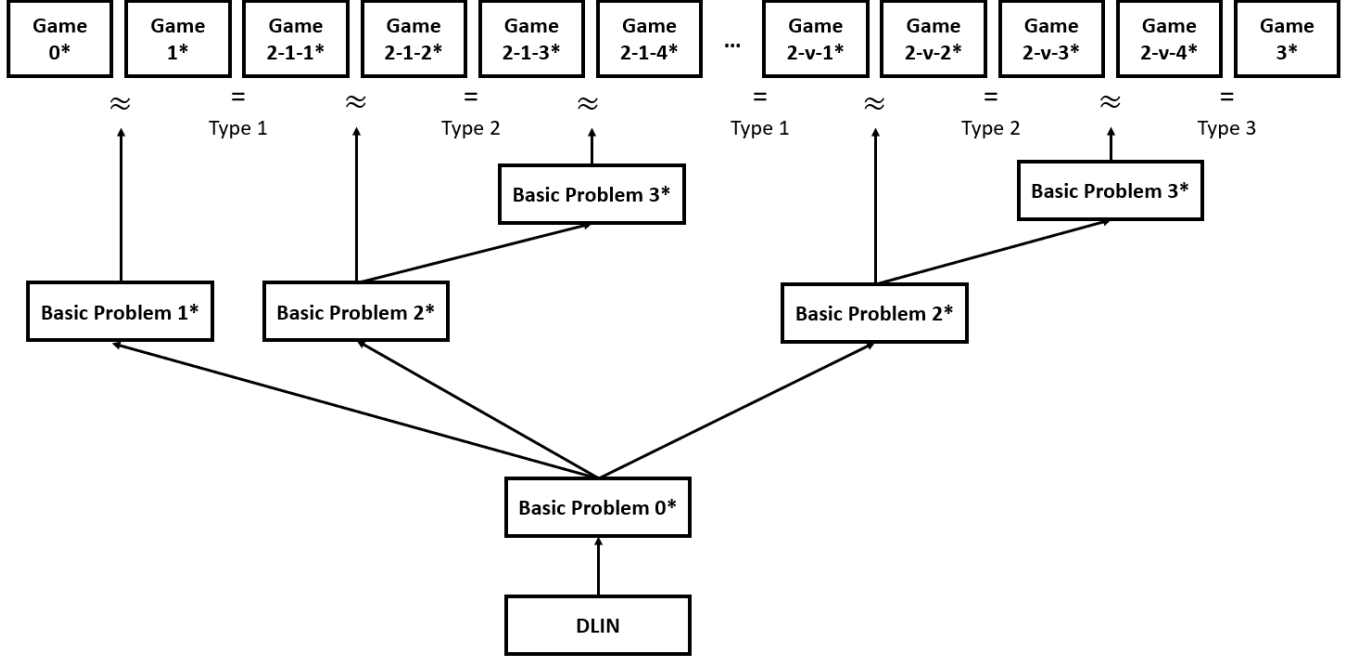 Game Game Game Game Game Game Game Game Game Game Game
0* 1* 2-1-1* 2-1-2* 2-1-3* 2-1-4* ... 2-v-1* 2-v-2* 2-v-3* 2-v-4* 3*
≈ = ≈ = ≈ = ≈ = ≈ =
Type 1 Type 2 Type 1 Type 2 Type 3
Basic Problem 3* Basic Problem 3*
Basic Problem 1* Basic Problem 2* Basic Problem 2*
Basic Problem 0*
DLIN